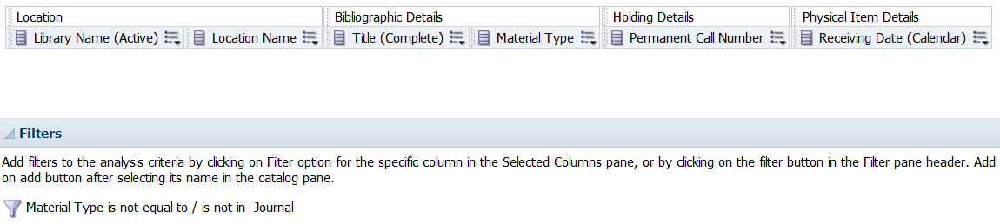 Location Bibliographic Details Holding Details Physical Item Details
Library Name (Active) Location Name Title (Complete) Material Type Permanent Call Number Receiving Date (Calendar)
Filters
Add filters to the analysis criteria by clicking on Filter option for the specific column in the Selected Columns pane, or by clicking on the filter button in the Filter pane header. Add
on add button after selecting its name in the catalog pane.
Material Type is not equal to / is not in Journal